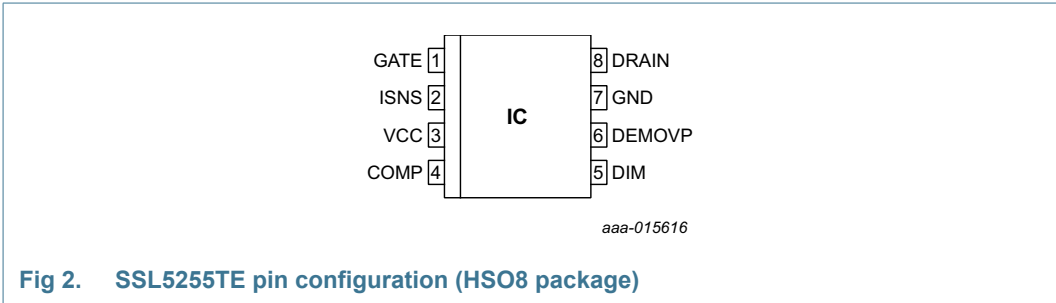 GATE 1 8 DRAIN
ISNS 2 7 GND
IC
VCC 3 6 DEMOVP
COMP 4 5 DIM
aaa-015616
Fig 2. SSL5255TE pin configuration (HSO8 package)